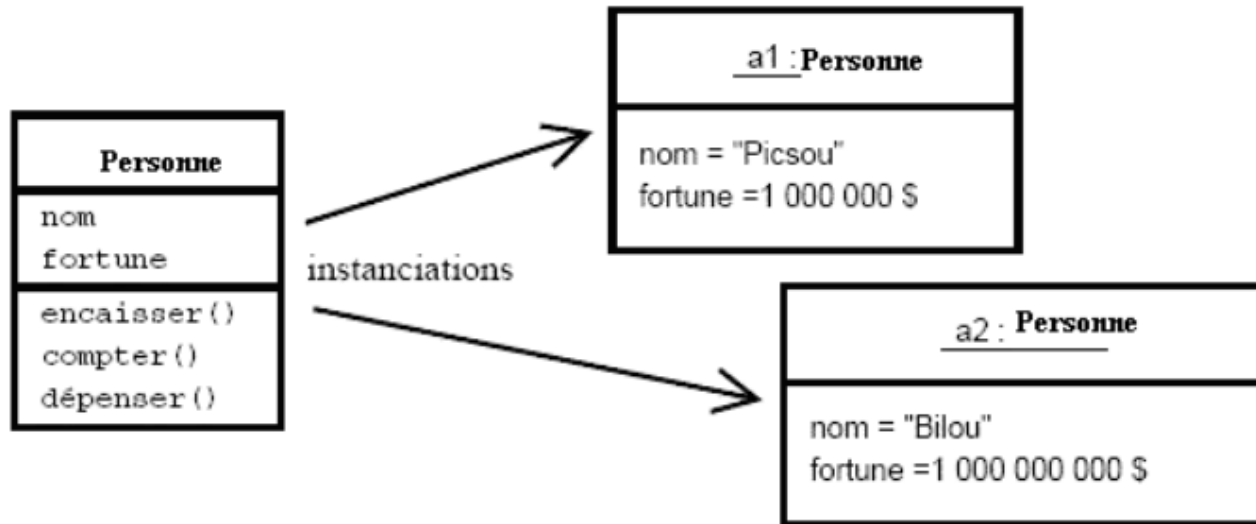 Personne
nom
fortune
encaisser()
compter()
dépenser()
instanciations
a1 :Personne
nom = "Picsou"
fortune =1 000 000 $
a2 : Personne
nom = "Bilou"
fortune =1 000 000 000 $